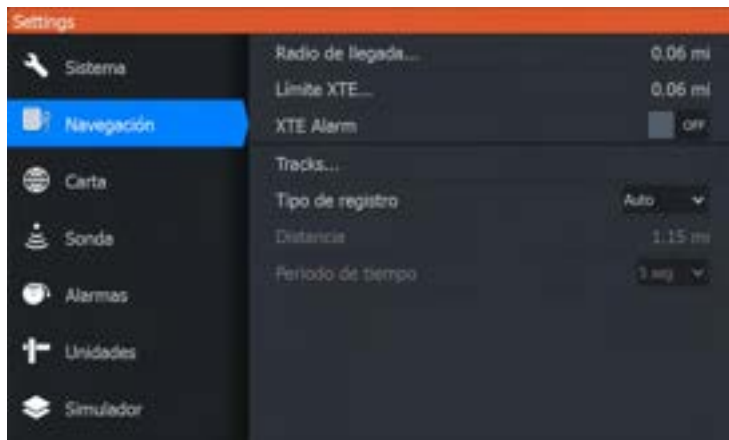 Settings
Sistema
Navegación
Carta
Sonda
Alarmas
Unidades
Simulador
Radio de llegada... 0.06 mi
Límite XTE... 0.06 mi
XTE Alarm OFF
Tracks...
Tipo de registro Auto
Distancia 1.15 mi
Periodo de tiempo seg